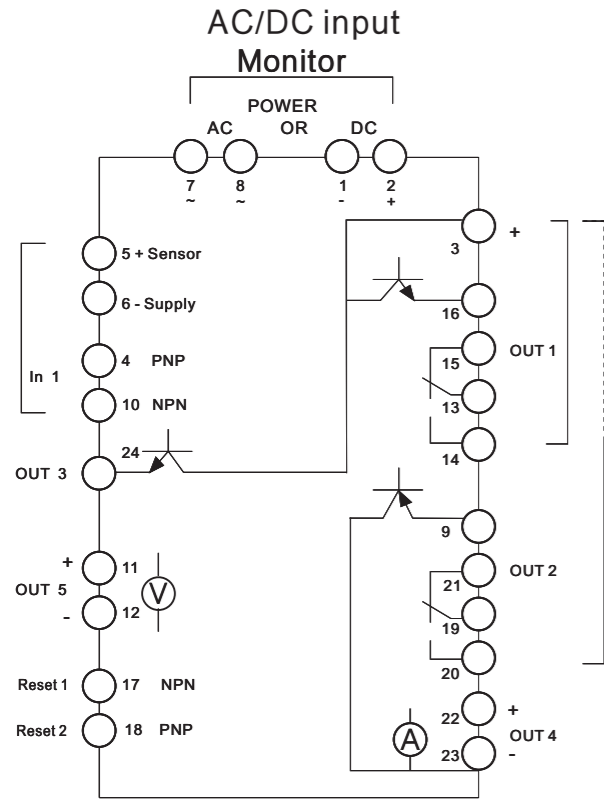 AC/DC input
Monitor
POWER
AC OR DC
7 8 1 2
~ ~ - +
5 + Sensor
6 - Supply
4 PNP
In 1
10 NPN
24
OUT 3
+ 11
OUT 5
- 12
V
Reset 1 17 NPN
Reset 2 18 PNP
3 +
16
15 OUT 1
13
14
9
21 OUT 2
19
20
22 +
OUT 4
23 -
A